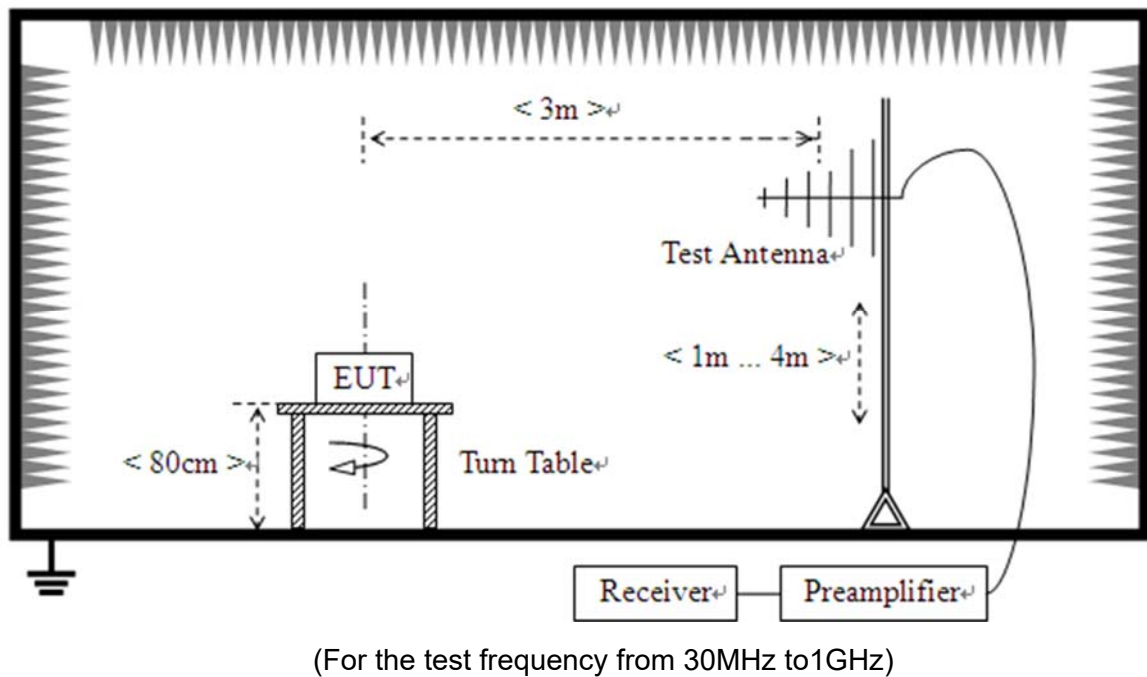 < 3m >↵
Test Antenna↵
< 1m ... 4m >↵
EUT↵
< 80cm >↵
Turn Table↵
Receiver↵
Preamplifier↵
(For the test frequency from 30MHz to1GHz)